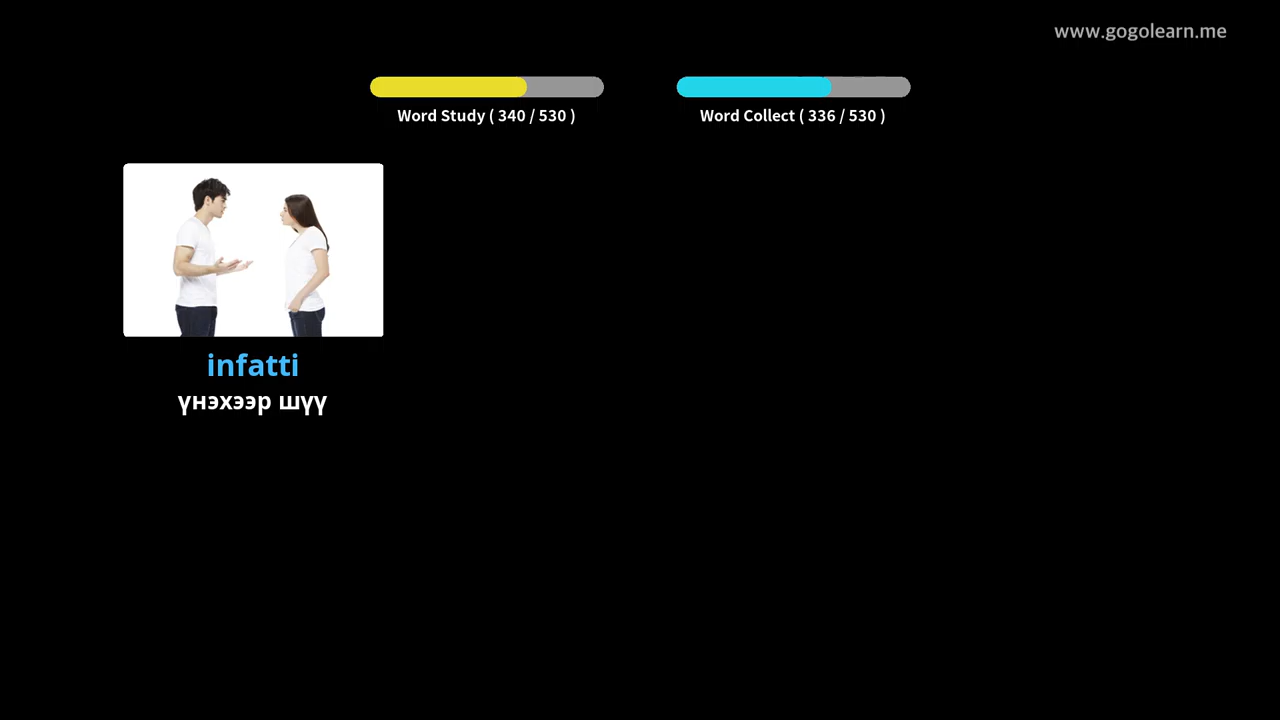 www.gogolearn.me
Word Study ( 340 / 530 )
Word Collect ( 336 / 530 )
infatti
үнэхээр шүү